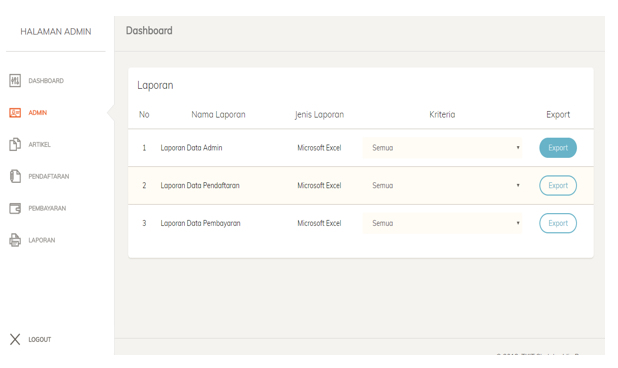 HALAMAN ADMIN
Dashboard
DASHBOARD
ADMIN
ARTIKEL
PENDAFTARAN
PEMBAYARAN
LAPORAN
LOGOUT
Laporan
No Nama Laporan Jenis Laporan Kriteria Export
1 Laporan Data Admin Microsoft Excel Semua Export
2 Laporan Data Pendaftaran Microsoft Excel Semua Export
3 Laporan Data Pembayaran Microsoft Excel Semua Export